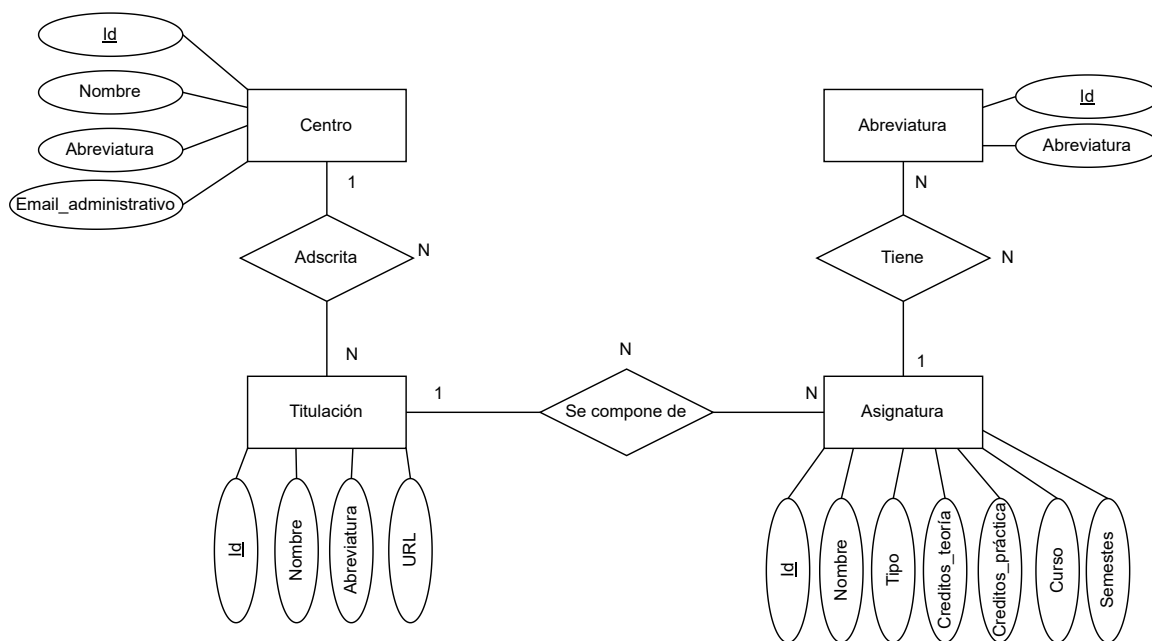 Id
Nombre
Abreviatura
Email_administrativo
Centro
1
Adscrita
N
N
Titulación
1
Id
Nombre
Abreviatura
URL
N
Se compone de
N
Abreviatura
Id
Abreviatura
N
Tiene
N
1
Asignatura
Id
Nombre
Tipo
Creditos_teoría
Creditos_práctica
Curso
Semestes